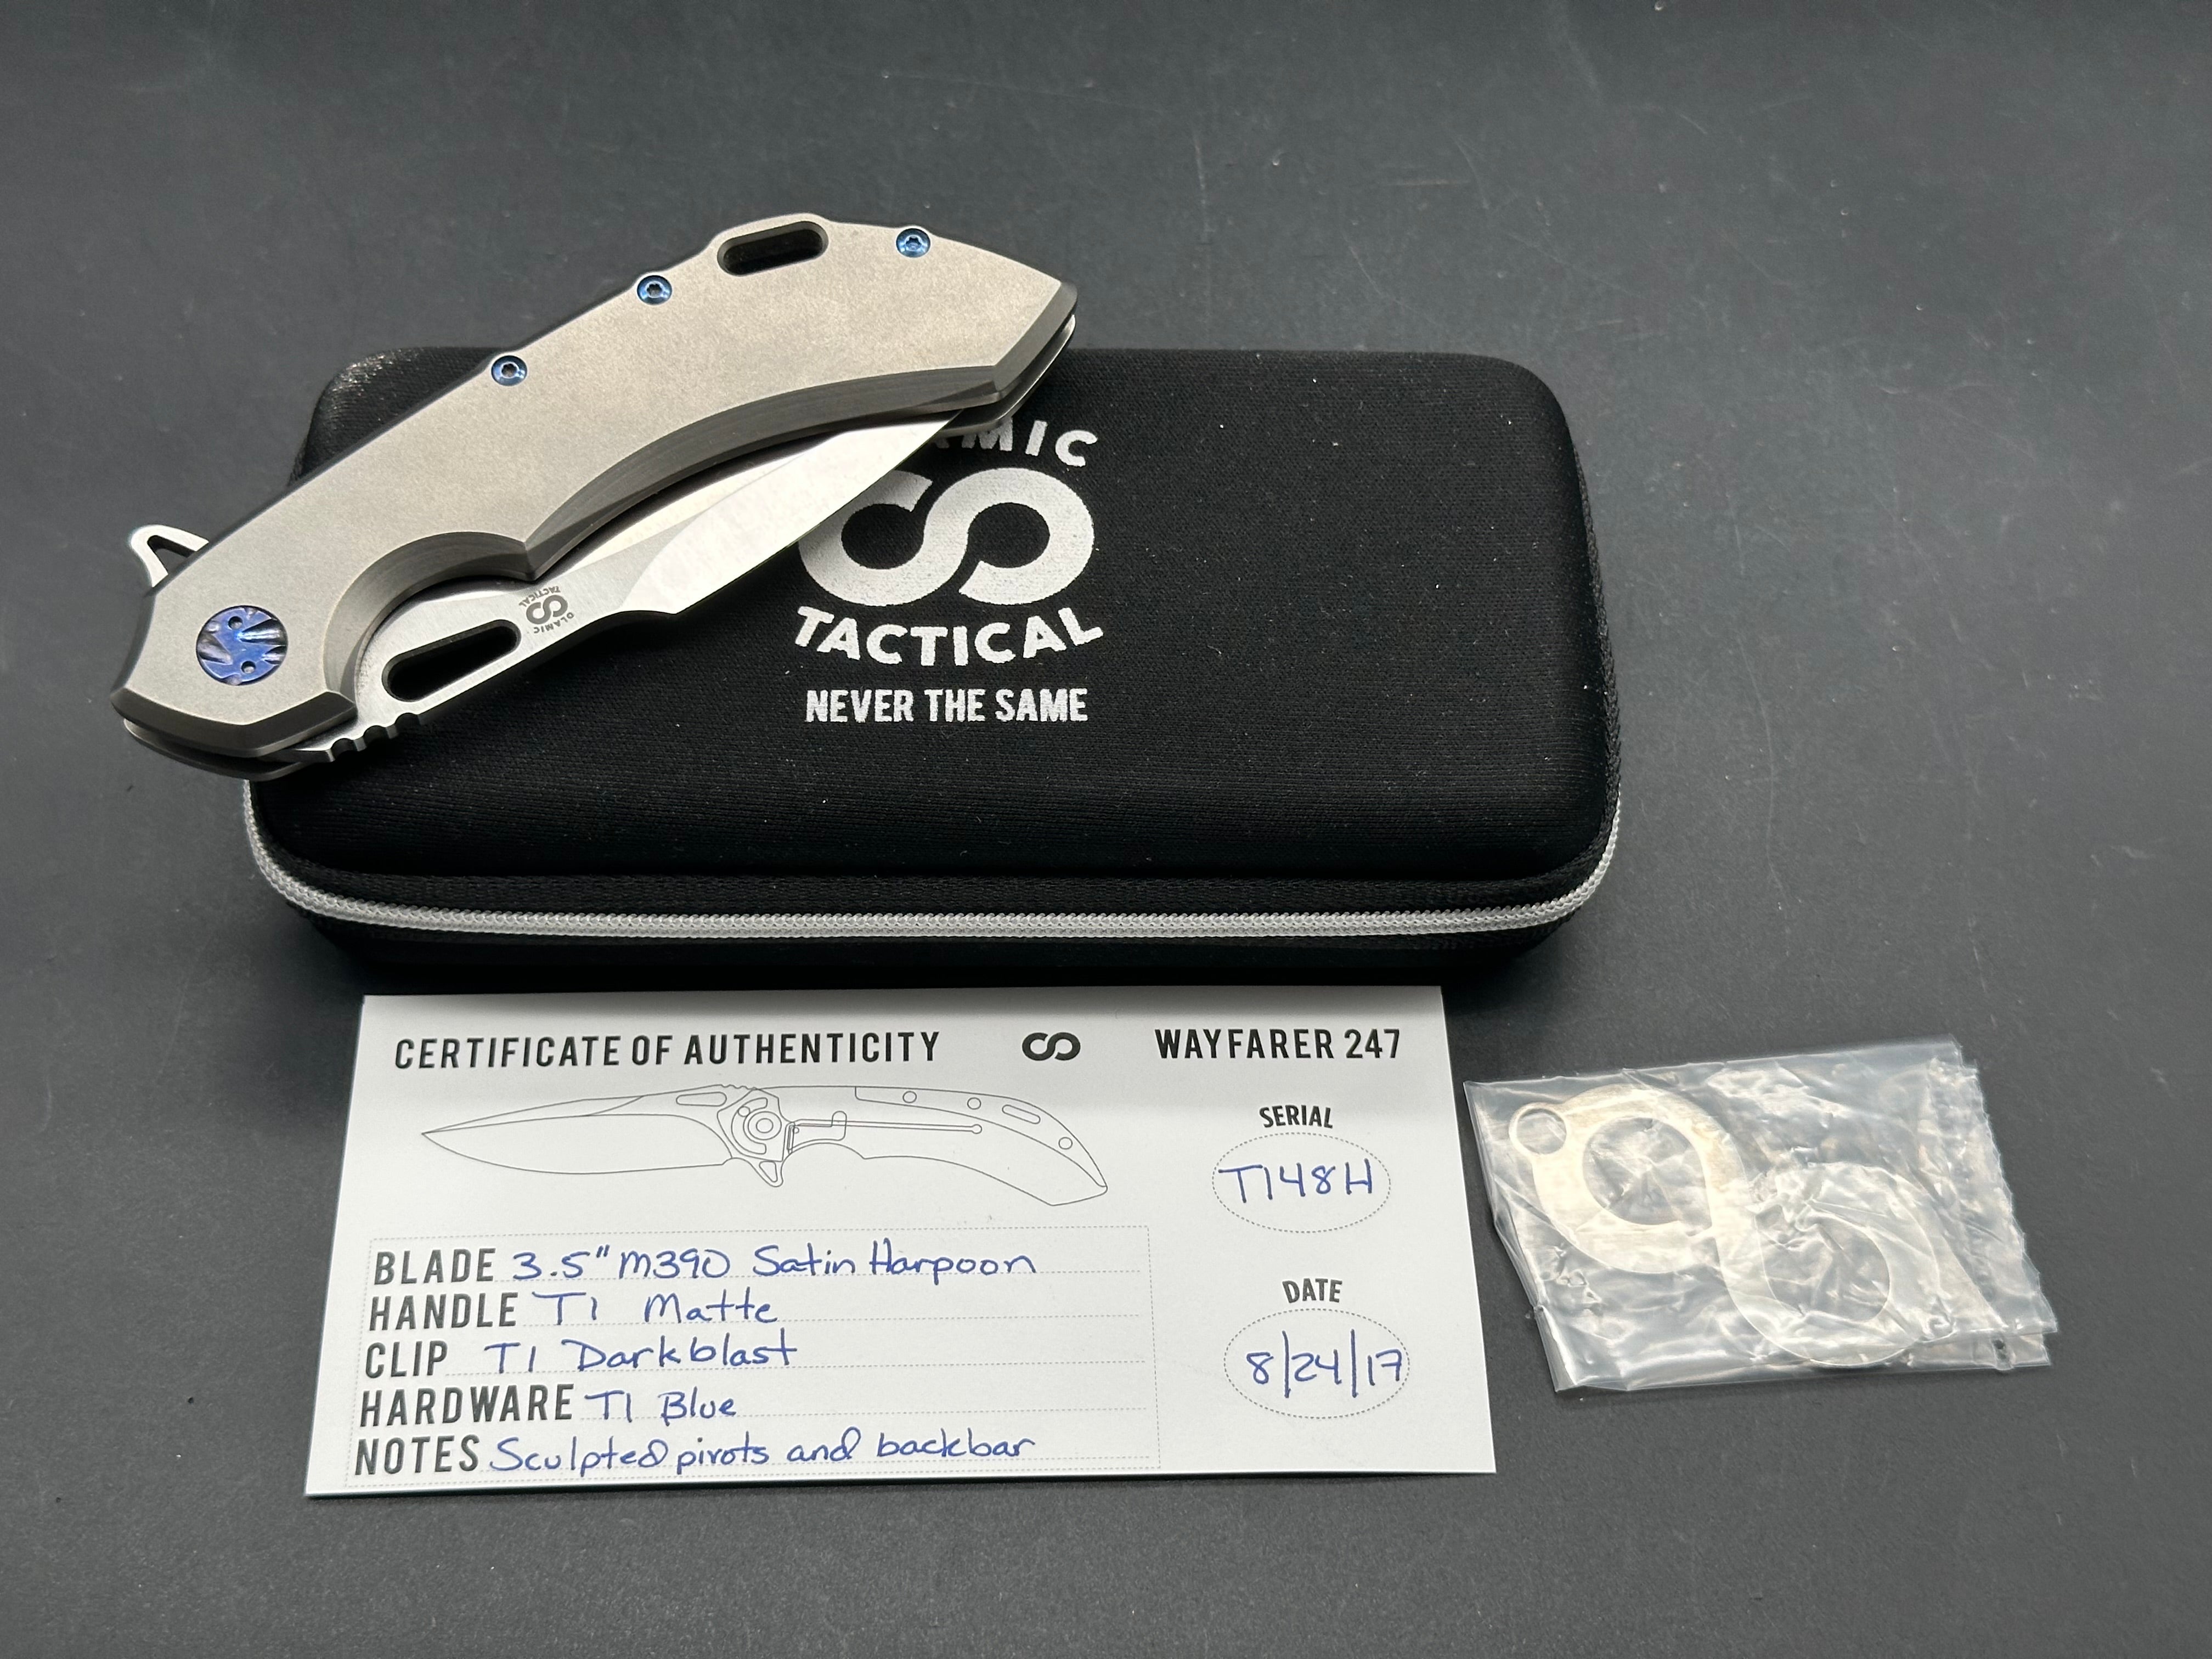 OLAMIC
TACTICAL
MIC
TACTICAL
NEVER THE SAME
CERTIFICATE OF AUTHENTICITY WAYFARER 247
SERIAL
T148H
BLADE 3.5" M390 Satin Harpoon
HANDLE TI Matte
CLIP TI Darkblast
HARDWARE TI Blue
NOTES Sculpted pivots and backbar
DATE
8/24/17